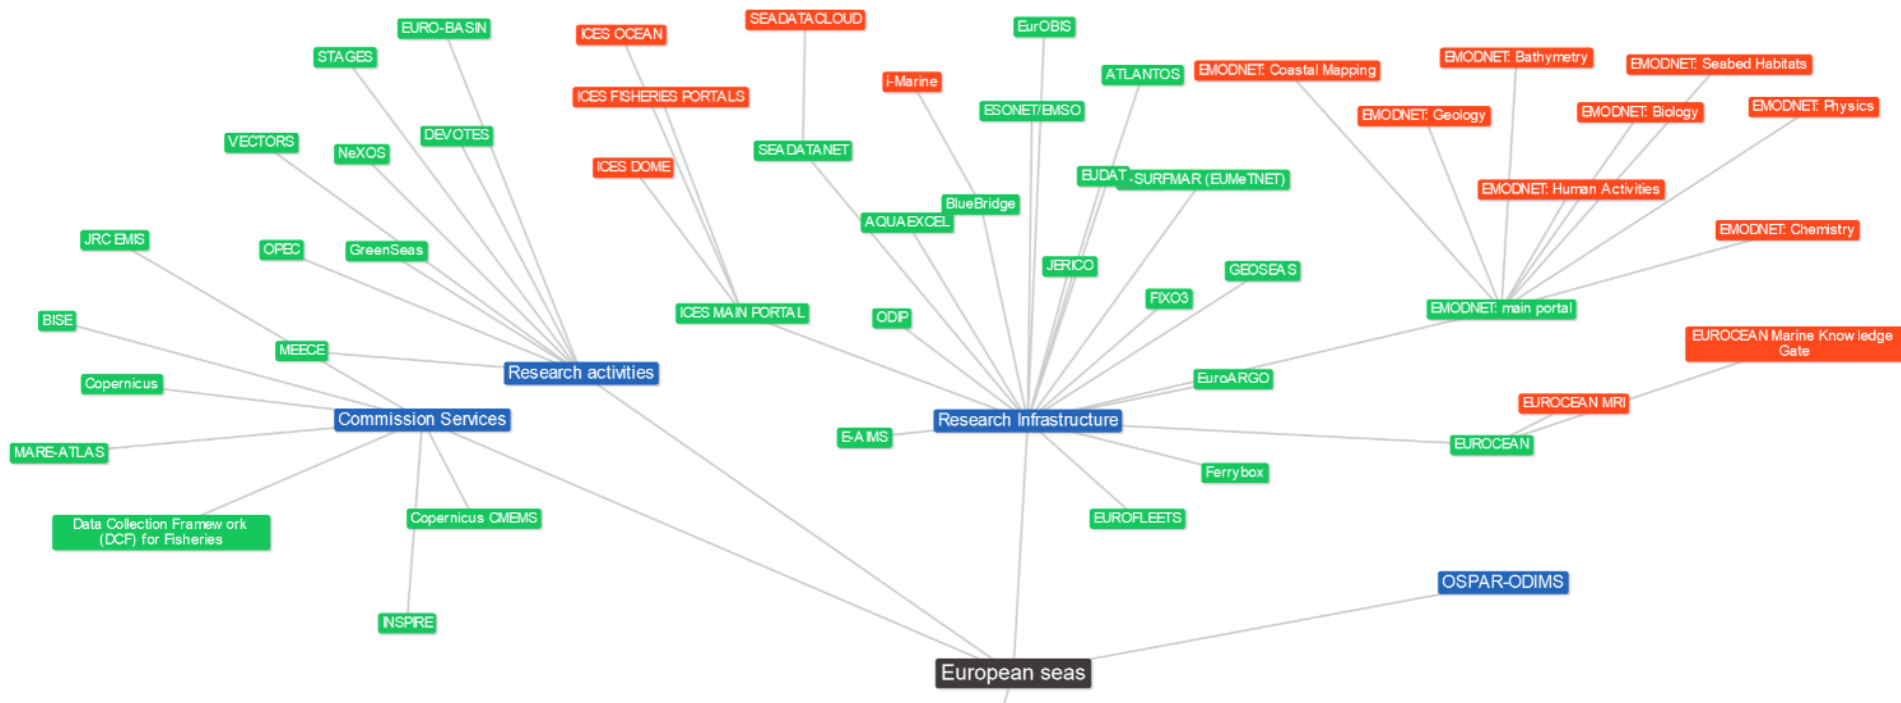 EURO-BASIN
STAGES
ICES OCEAN
SEADATACLOUD
EurOBIS
ICES FISHERIES PORTALS
i-Marine
ATLANTOS
EMODNET: Coastal Mapping
EMODNET: Bathymetry
EMODNET: Seabed Habitats
EMODNET: Geology
EMODNET: Biology
EMODNET: Physics
VECTORS
NeXOS
DEVOTES
ICES DOME
SEADATANET
ESONET/EMSO
EUDAT
-SURFMAR (EUMeTNET)
EMODNET: Human Activities
BlueBridge
AQUAEXCEL
EMODNET: Chemistry
JRC EMIS
OPEC
GreenSeas
JERICO
GEOSEAS
FIXO3
BISE
ICES MAIN PORTAL
ODIP
EMODNET: main portal
MEECE
EUROCEAN Marine Knowledge
Gate
Research activities
Copernicus
EuroARGO
EUROCEAN MRI
Commission Services
Research Infrastructure
E-AIMS
EUROCEAN
MARE-ATLAS
Ferrybox
Data Collection Framework
(DCF) for Fisheries
Copernicus CMEMS
EUROFLEETS
OSPAR-ODIMS
INSPIRE
European seas